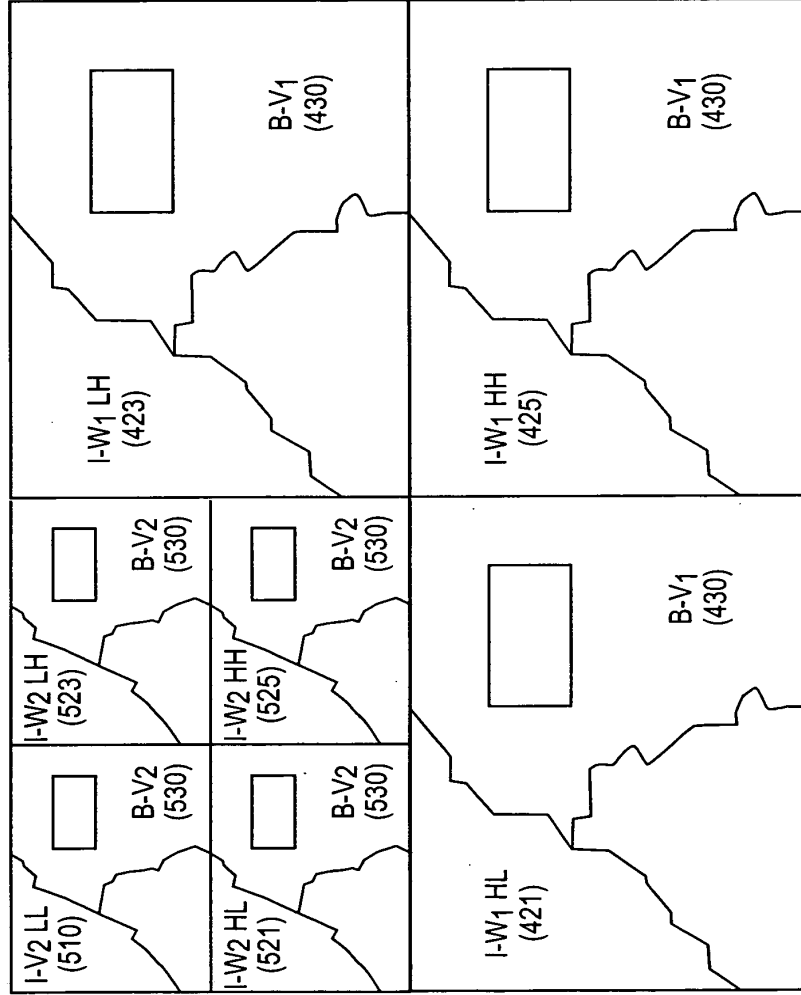 I-V2 LL
(510)
B-V2
(530)
I-W2 LH
(523)
B-V2
(530)
I-W2 HL
(521)
B-V2
(530)
I-W2 HH
(525)
B-V2
(530)
I-W1 LH
(423)
B-V1
(430)
I-W1 HL
(421)
B-V1
(430)
I-W1 HH
(425)
B-V1
(430)